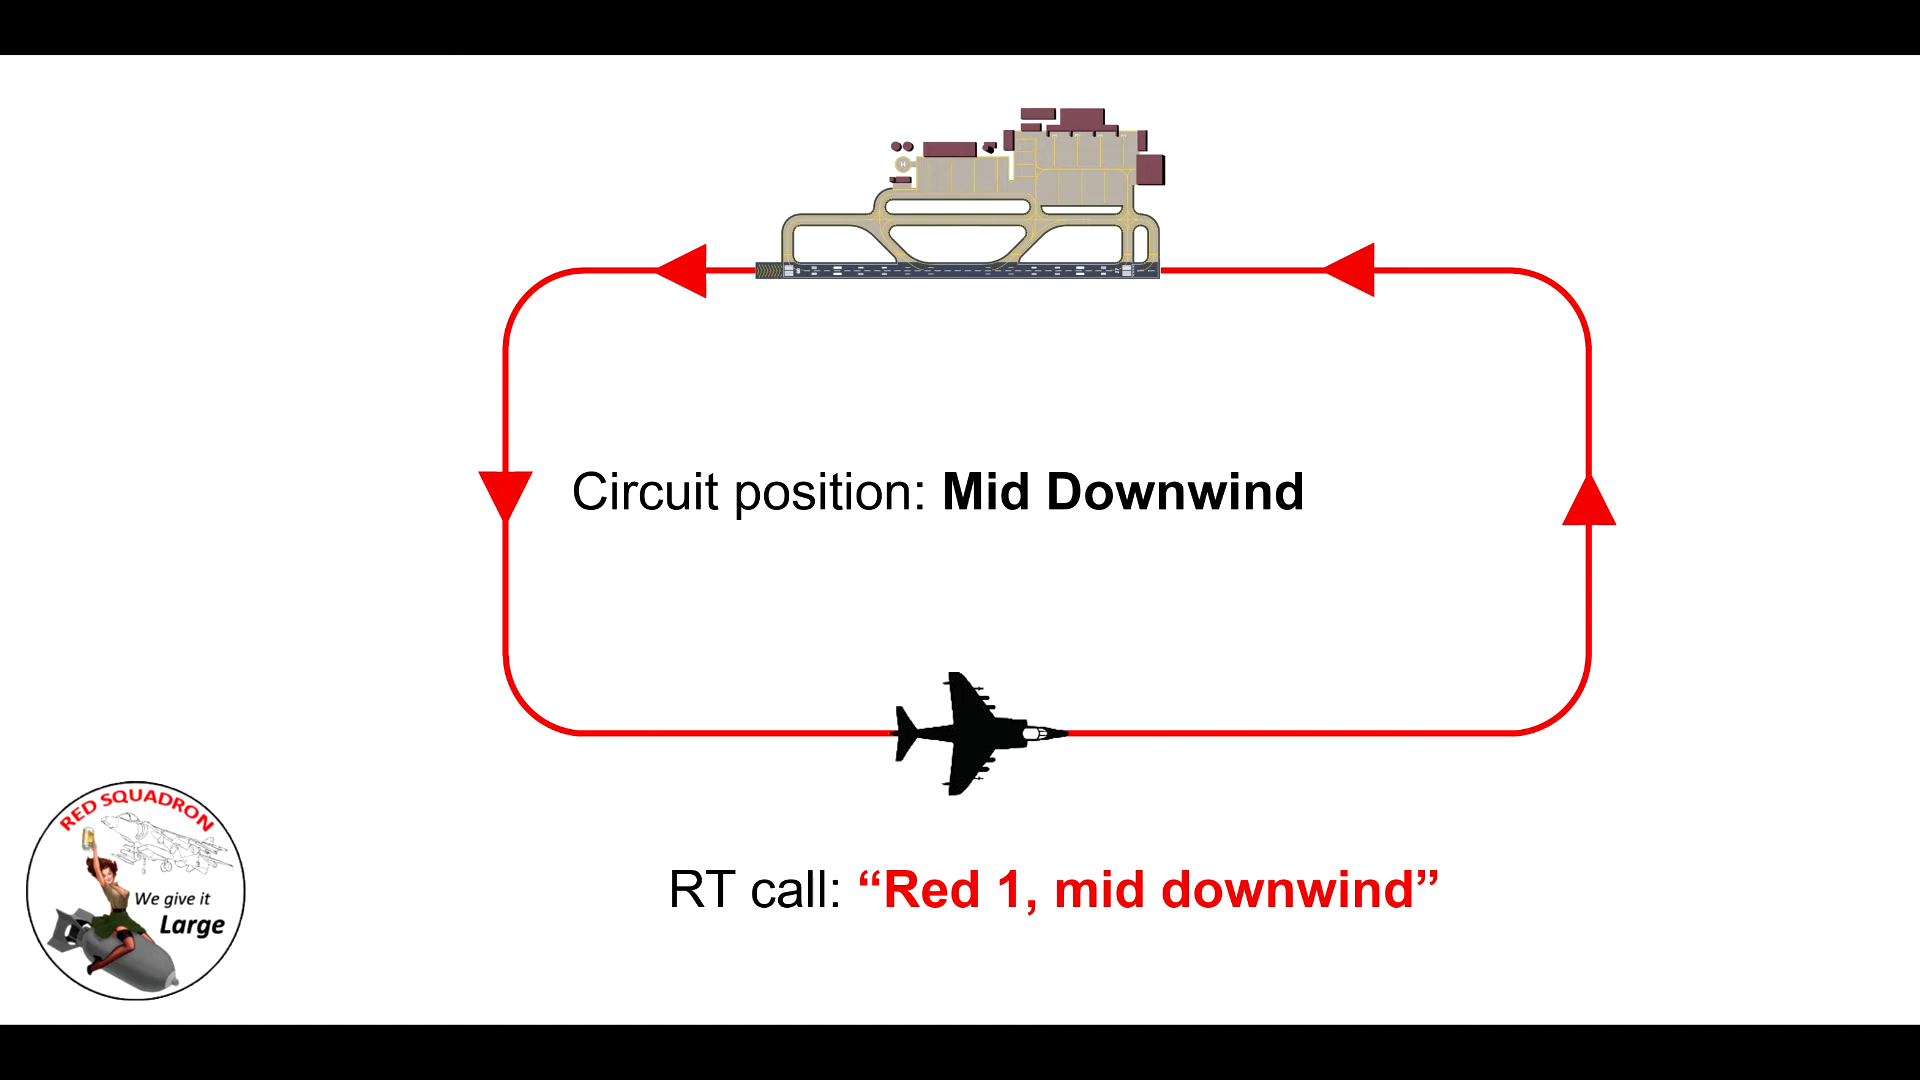 Circuit position: Mid Downwind
RT call: “Red 1, mid downwind”
RED SQUADRON
We give it
Large
H